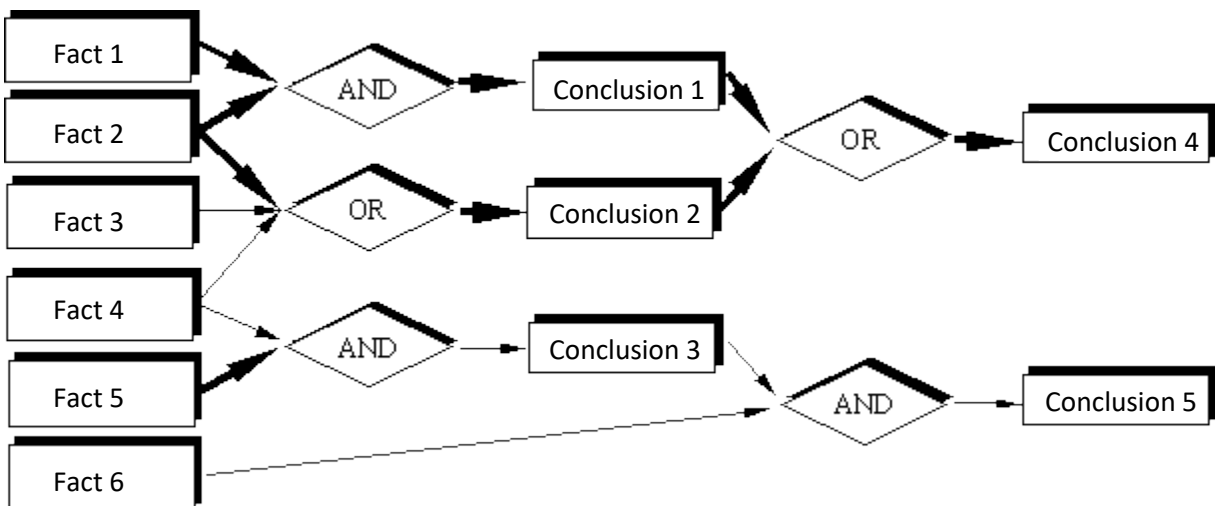 Fact 1
AND
Conclusion 1
Fact 2
OR
Conclusion 4
Fact 3
OR
Conclusion 2
Fact 4
AND
Conclusion 3
Fact 5
AND
Conclusion 5
Fact 6